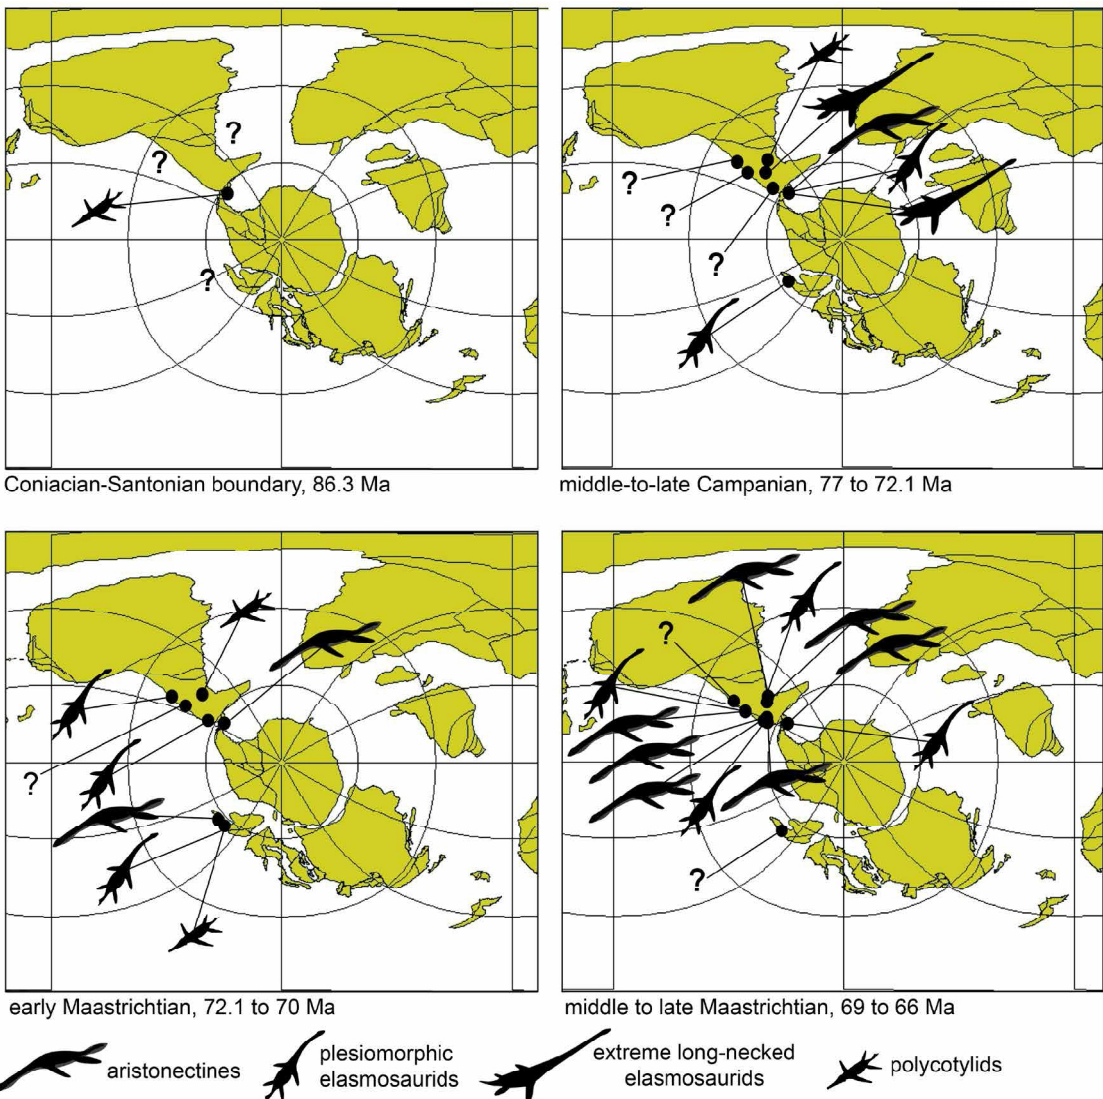 ?
?
?
Coniacian-Santonian boundary, 86.3 Ma
?
?
?
middle-to-late Campanian, 77 to 72.1 Ma
?
early Maastrichtian, 72.1 to 70 Ma
?
?
middle to late Maastrichtian, 69 to 66 Ma
aristonectines
plesiomorphic
elasmosaurids
extreme long-necked
elasmosaurids
polycotylids